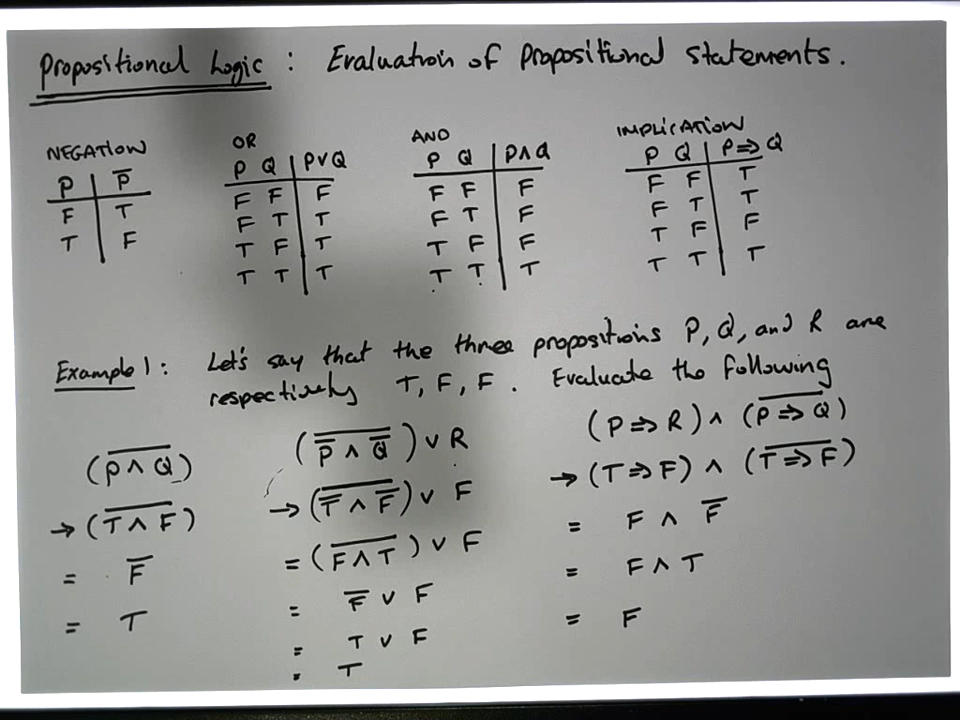 Propositional Logic : Evaluation of Propositional Statements.
NEGATION
P | P̅
F | T
T | F
OR
P Q | P∨Q
F F | F
F T | T
T F | T
T T | T
AND
P Q | P∧Q
F F | F
F T | F
T F | F
T T | T
IMPLICATION
P Q | P⇒Q
F F | T
F T | T
T F | F
T T | T
Example 1: Let's say that the three propositions P, Q, and R are
respectively T, F, F. Evaluate the following
(P̅ ̅∧̅ ̅Q̅)
→ (T̅ ̅∧̅ ̅F̅)
= F̅
= T
(P̿ ̅∧̅ ̅Q̿) ∨ R
→ (T̿ ̅∧̅ ̅F̿) ∨ F
= (F̅ ̅∧̅ ̅T̅) ∨ F
= F̅ ∨ F
= T ∨ F
= T
(P⇒R) ∧ (P̅ ̅⇒̅ ̅Q̅)
→ (T⇒F) ∧ (T̅ ̅⇒̅ ̅F̅)
= F ∧ F̅
= F∧T
= F